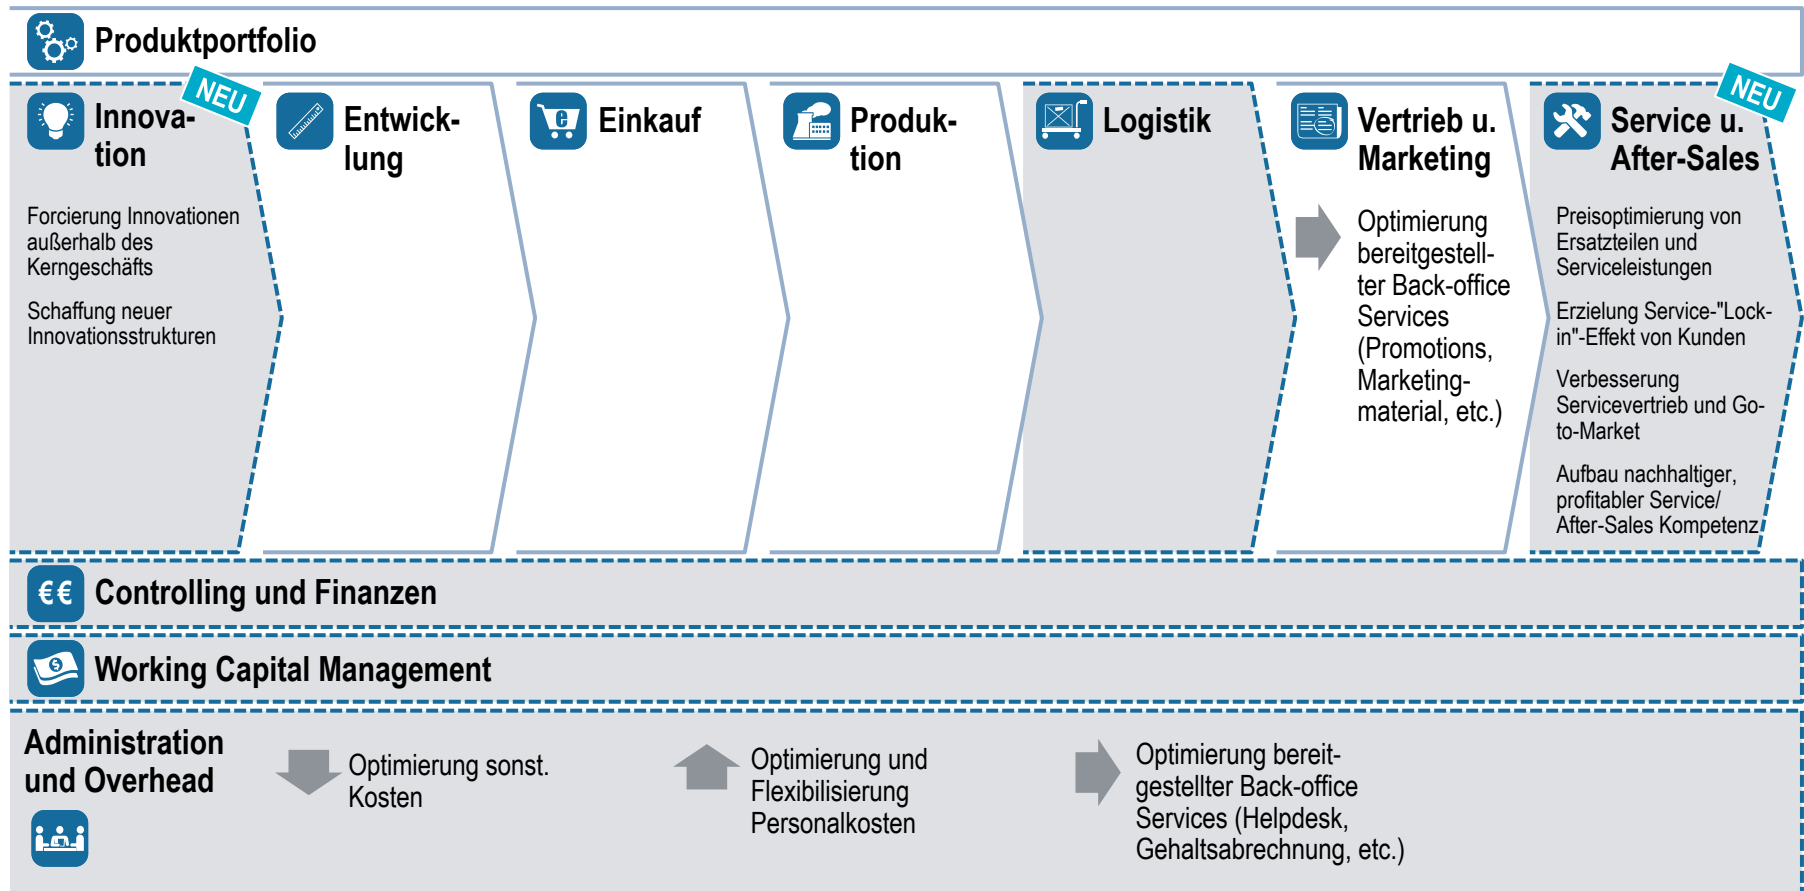 Produktportfolio
NEU
Innova-
tion
Forcierung Innovationen
außerhalb des
Kerngeschäfts
Schaffung neuer
Innovationsstrukturen
Entwick-
lung
e
Einkauf
Produk-
tion
Logistik
Vertrieb u.
Marketing
Optimierung
bereitgestell-
ter Back-office
Services
(Promotions,
Marketing-
material, etc.)
NEU
Service u.
After-Sales
Preisoptimierung von
Ersatzteilen und
Serviceleistungen
Erzielung Service-"Lock-
in"-Effekt von Kunden
Verbesserung
Servicevertrieb und Go-
to-Market
Aufbau nachhaltiger,
profitabler Service/
After-Sales Kompetenz
€€
Controlling und Finanzen
$
Working Capital Management
Administration
und Overhead
Optimierung sonst.
Kosten
Optimierung und
Flexibilisierung
Personalkosten
Optimierung bereit-
gestellter Back-office
Services (Helpdesk,
Gehaltsabrechnung, etc.)